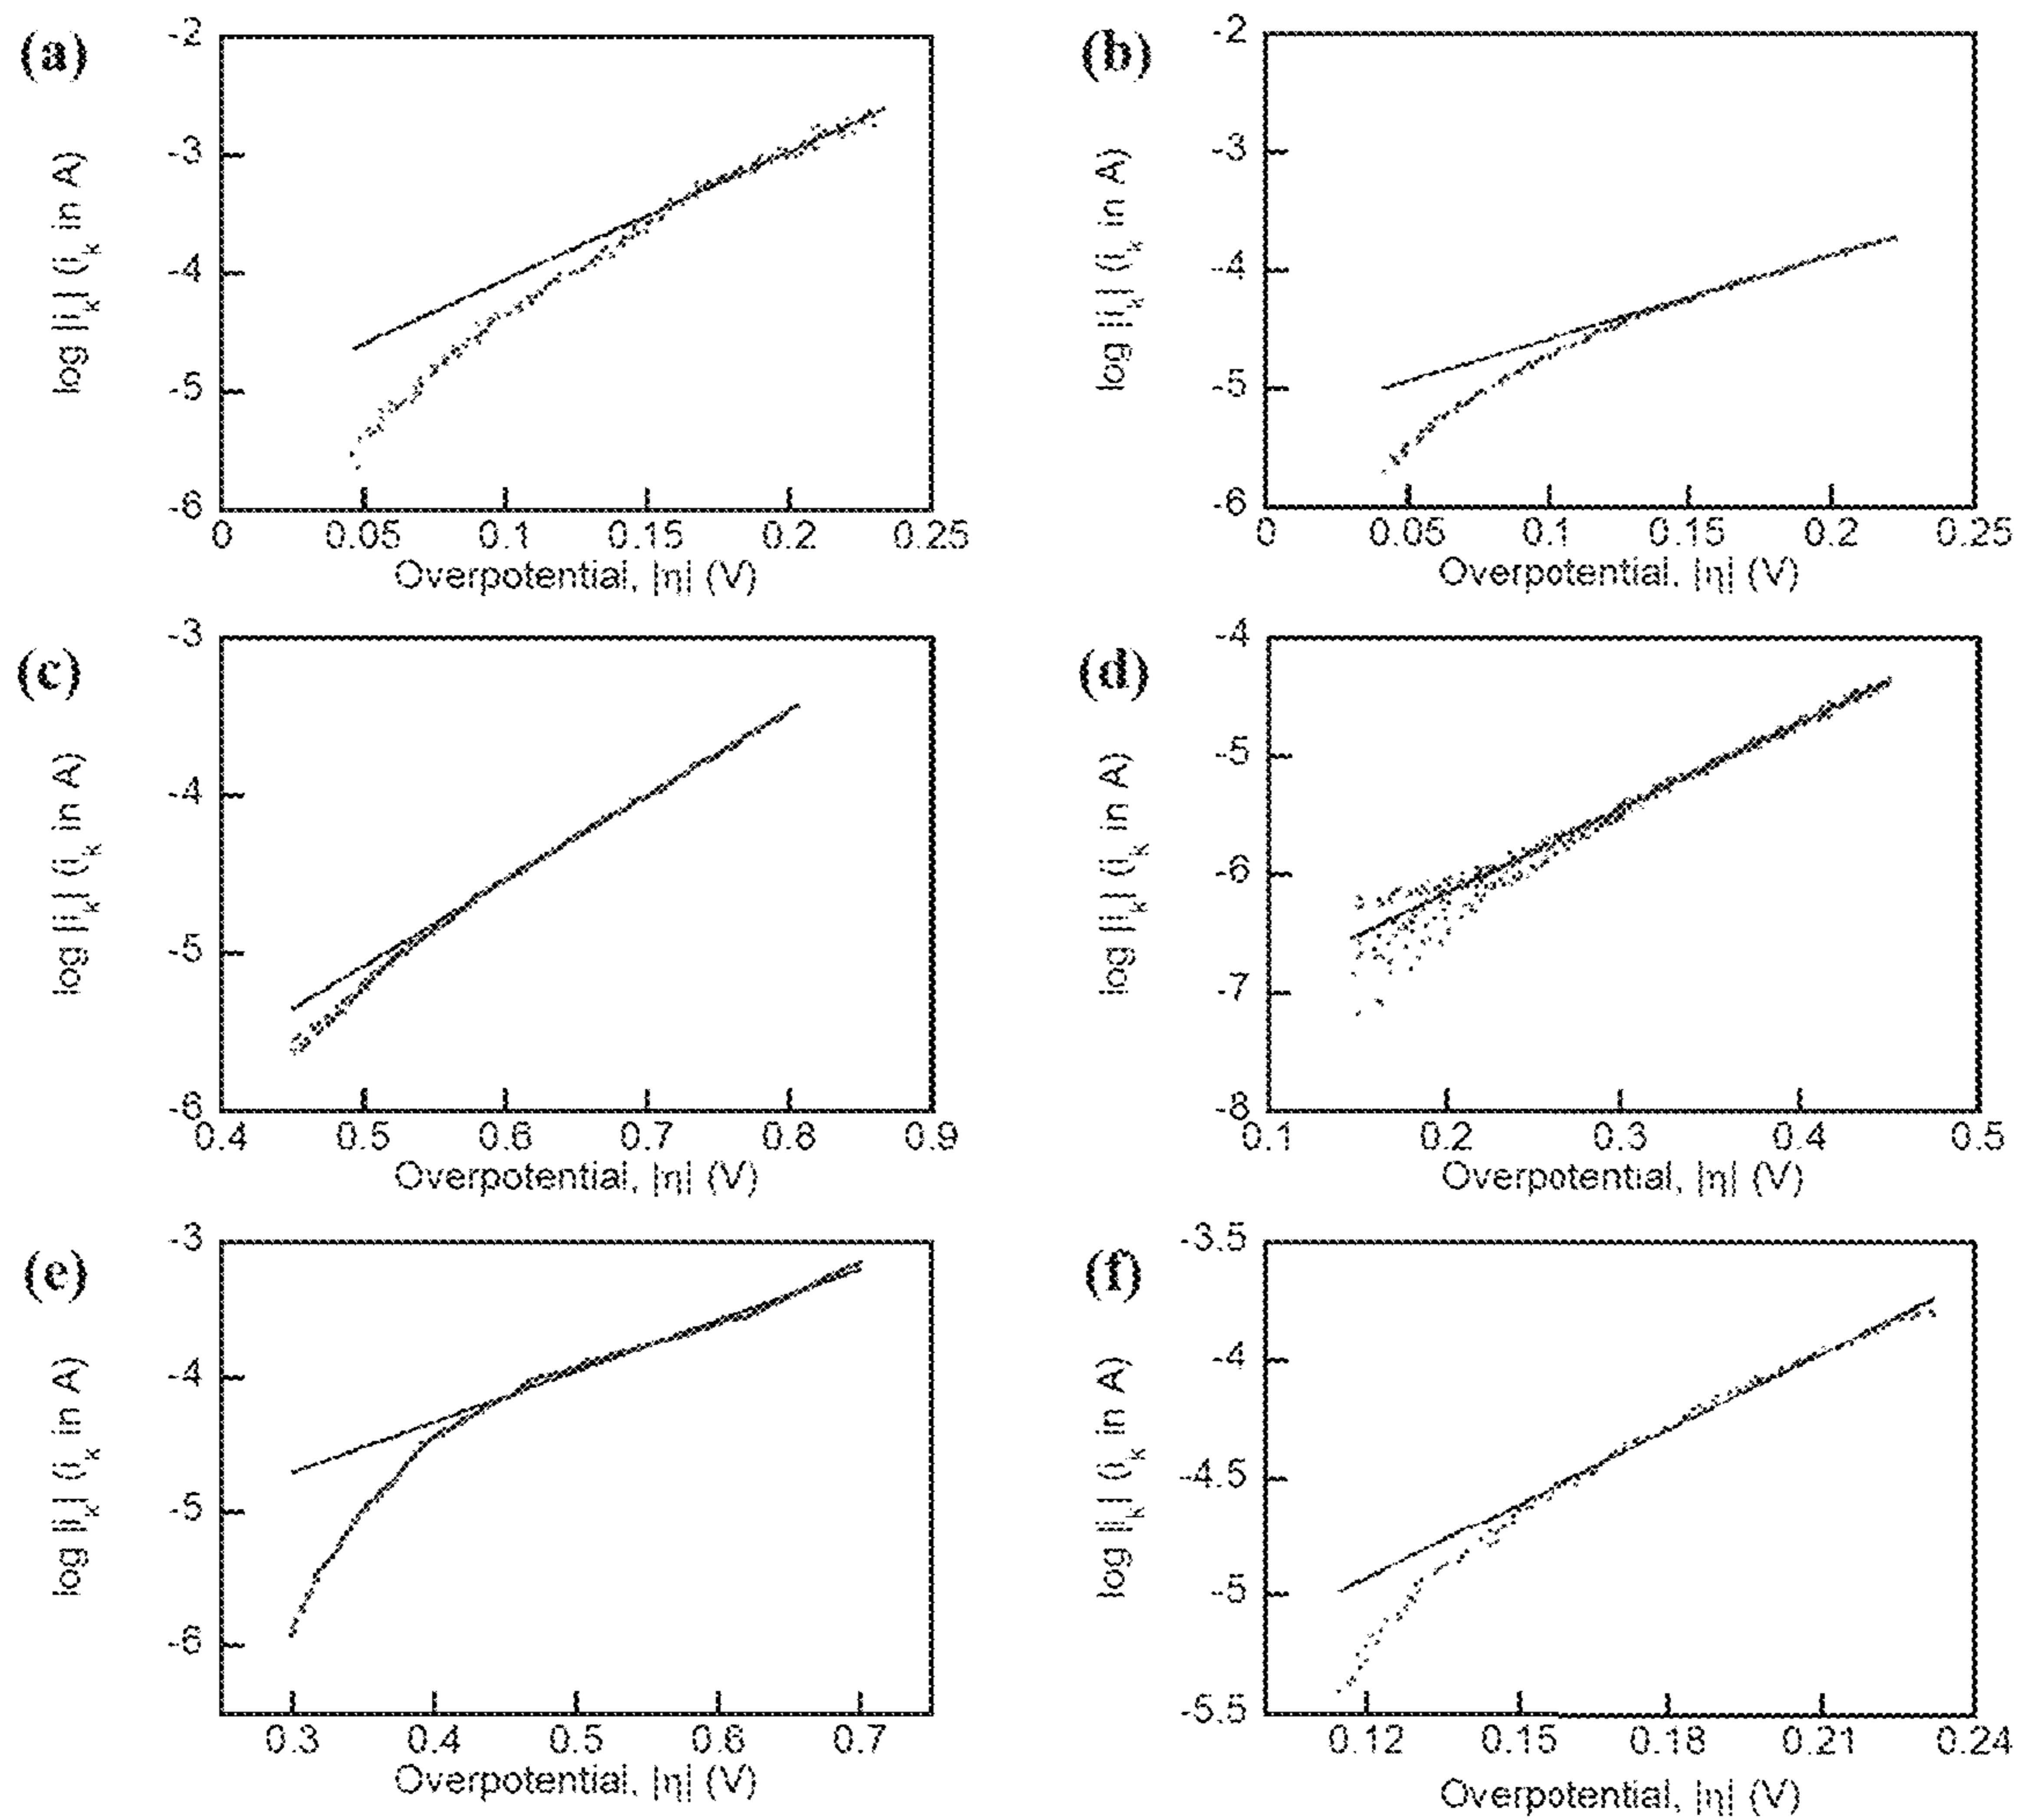 (a)
-2
-3
-4
-5
-6
0 0.05 0.1 0.15 0.2 0.25
log |i_k| (i_k in A)
Overpotential, |η| (V)
(b)
-2
-3
-4
-5
-6
0 0.05 0.1 0.15 0.2 0.25
log |i_k| (i_k in A)
Overpotential, |η| (V)
(c)
-3
-4
-5
-6
0.4 0.5 0.6 0.7 0.8 0.9
log |i_k| (i_k in A)
Overpotential, |η| (V)
(d)
-4
-5
-6
-7
-8
0.1 0.2 0.3 0.4 0.5
log |i_k| (i_k in A)
Overpotential, |η| (V)
(e)
-3
-4
-5
-6
0.3 0.4 0.5 0.6 0.7
log |i_k| (i_k in A)
Overpotential, |η| (V)
(f)
-3.5
-4
-4.5
-5
-5.5
0.12 0.15 0.18 0.21 0.24
log |i_k| (i_k in A)
Overpotential, |η| (V)